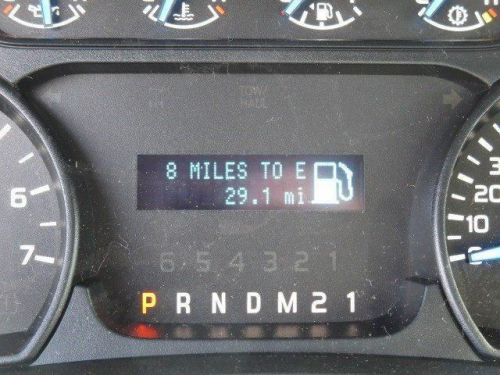 TOW/
HAUL
8 MILES TO E
29.1 mi
6
7
6 5 4 3 2 1
P R N D M 2 1
20
0